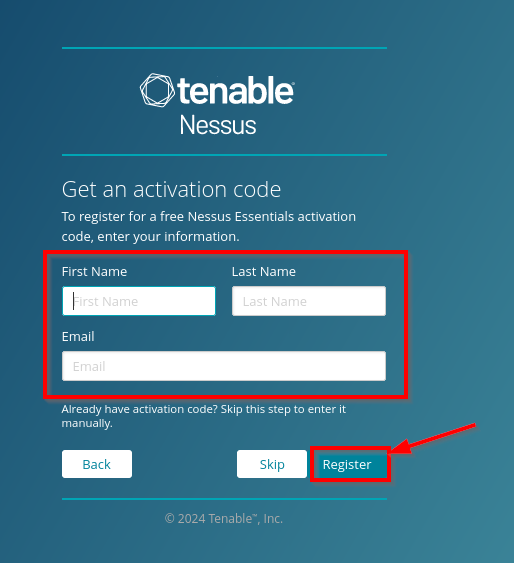 tenable
Nessus
Get an activation code
To register for a free Nessus Essentials activation
code, enter your information.
First Name Last Name
First Name Last Name
Email
Email
Already have activation code? Skip this step to enter it
manually.
Back Skip Register
© 2024 Tenable™, Inc.